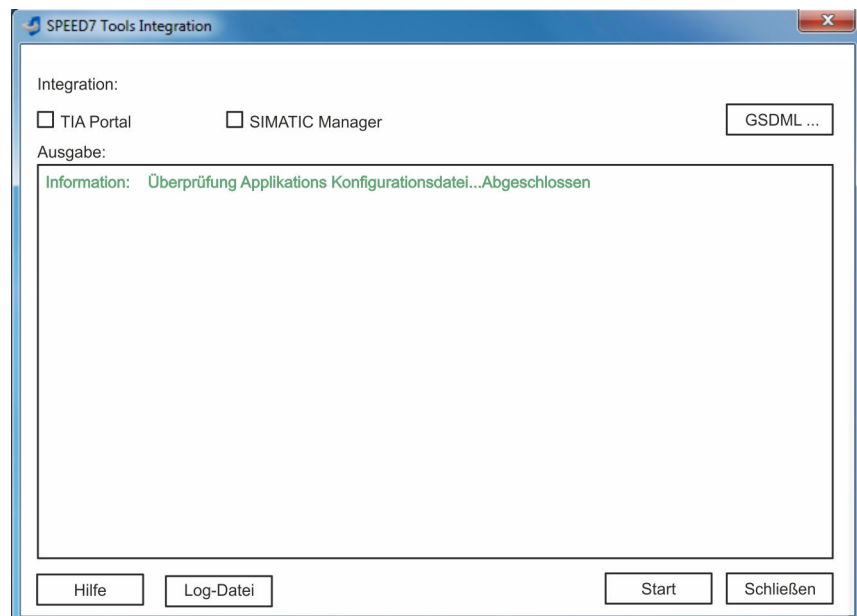 SPEED7 Tools Integration
X
Integration:
TIA Portal SIMATIC Manager GSDML ...
Ausgabe:
Information: Überprüfung Applikations Konfigurationsdatei...Abgeschlossen
Hilfe Log-Datei Start Schließen